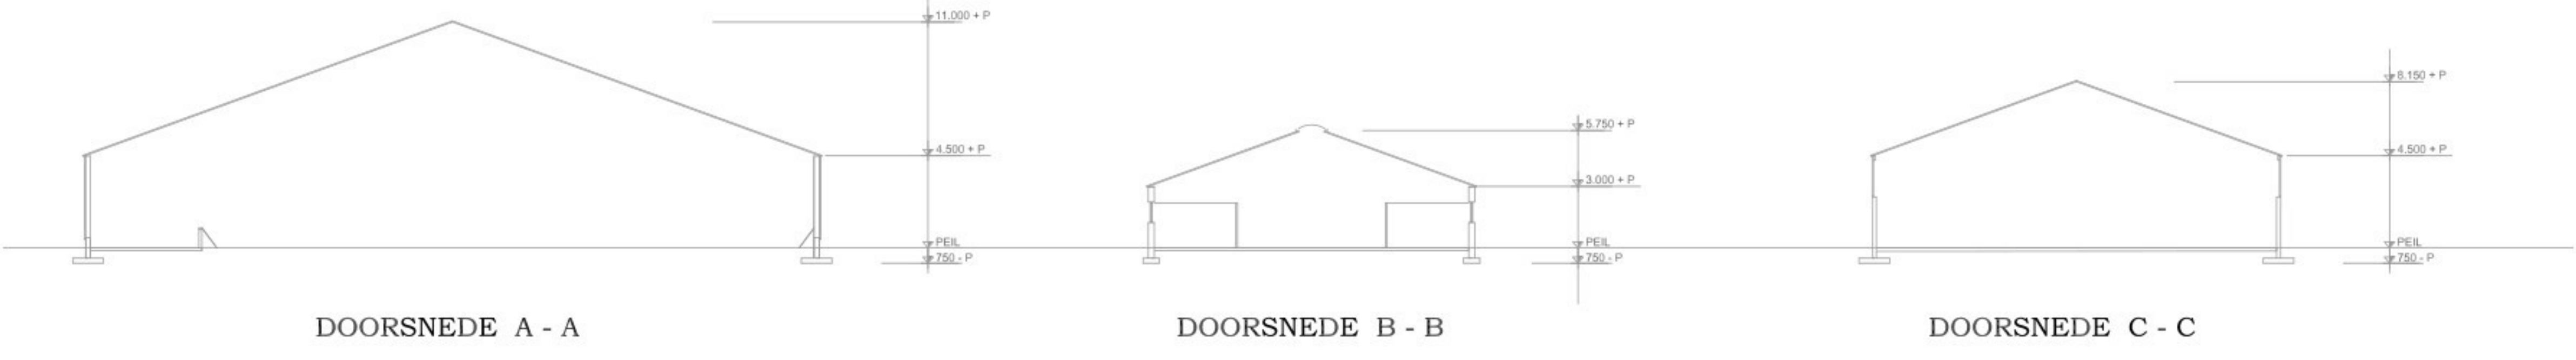 11.000 + P
4.500 + P
PEIL
750 - P
DOORSNEDE A - A
5.750 + P
3.000 + P
PEIL
750 - P
DOORSNEDE B - B
8.150 + P
4.500 + P
PEIL
750 - P
DOORSNEDE C - C